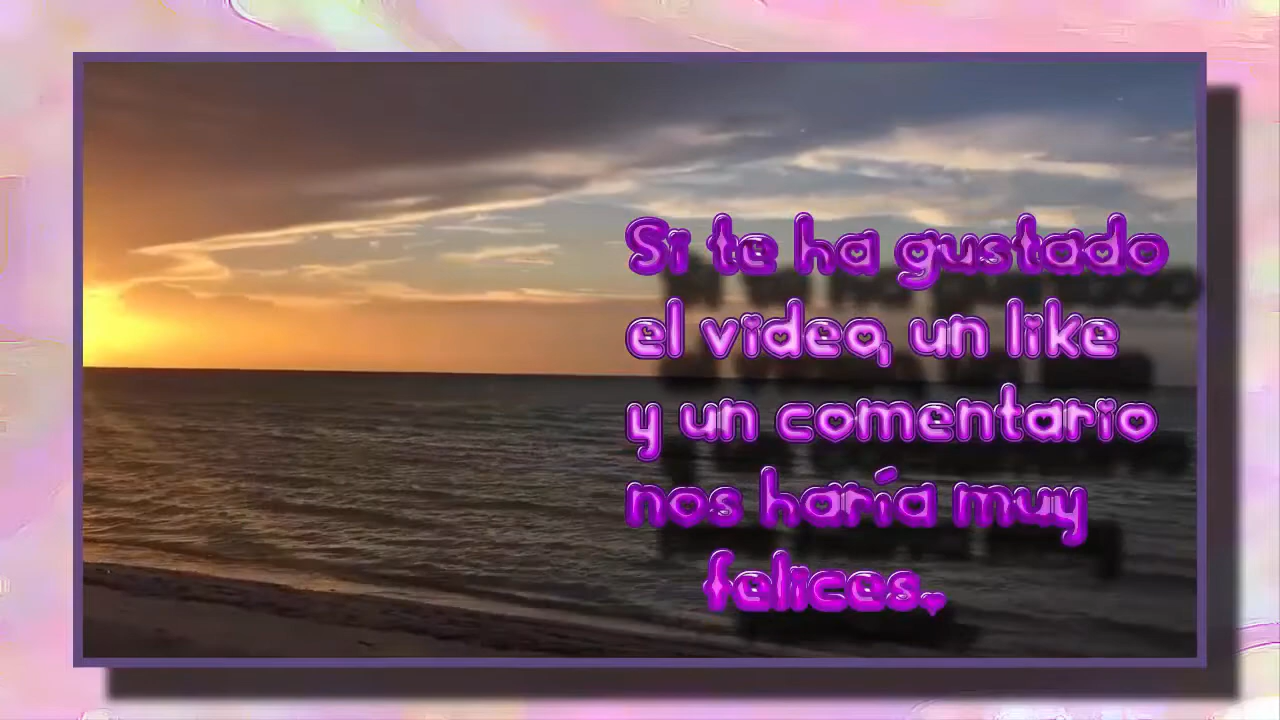 Si te ha gustado
el video, un like
y un comentario
nos haría muy
felices.